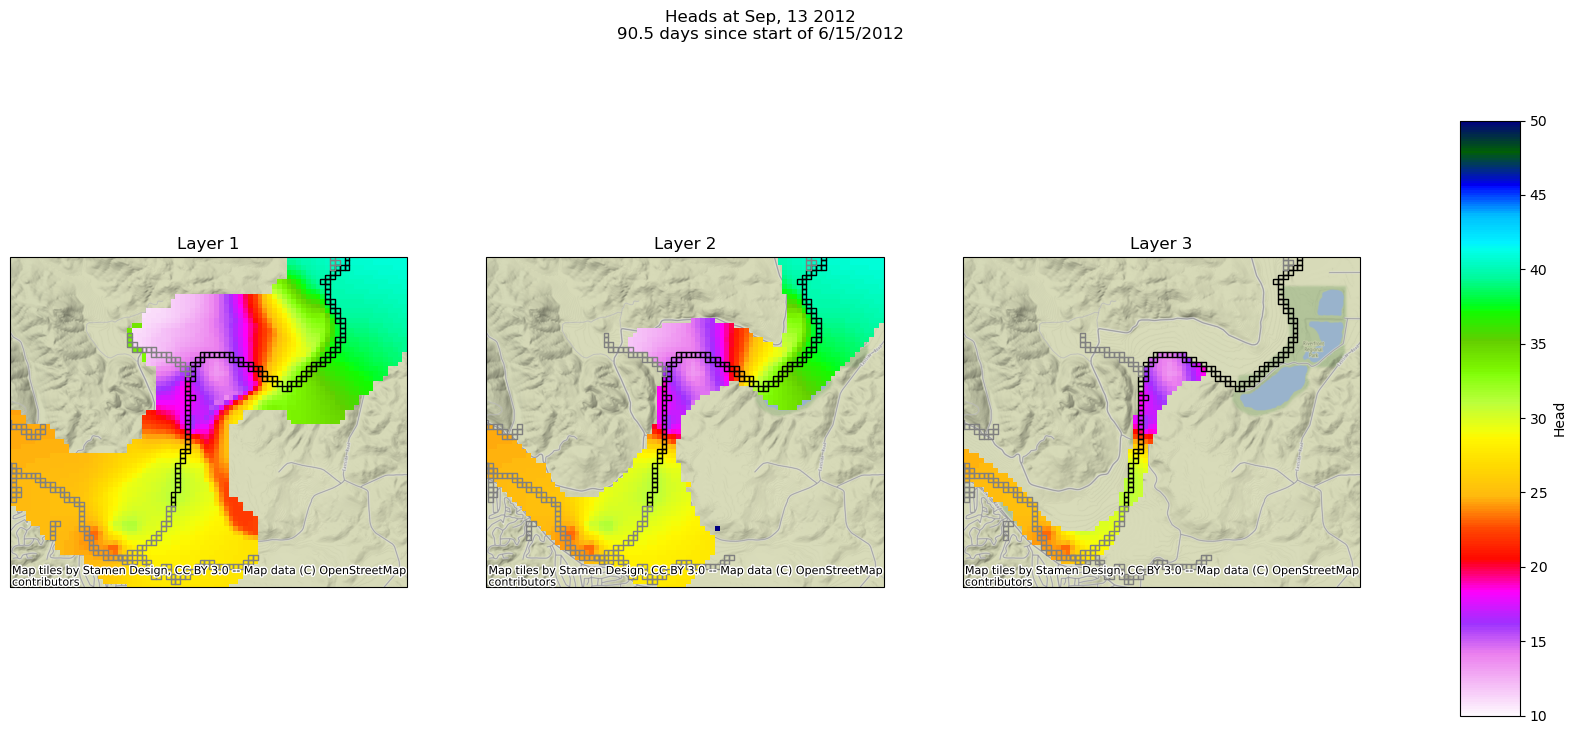 Heads at Sep, 13 2012
90.5 days since start of 6/15/2012
Layer 1
Layer 2
Layer 3
Map tiles by Stamen Design, CC BY 3.0 -- Map data (C) OpenStreetMap
contributors
Map tiles by Stamen Design, CC BY 3.0 -- Map data (C) OpenStreetMap
contributors
Map tiles by Stamen Design, CC BY 3.0 -- Map data (C) OpenStreetMap
contributors
50
45
40
35
30
25
20
15
10
Head